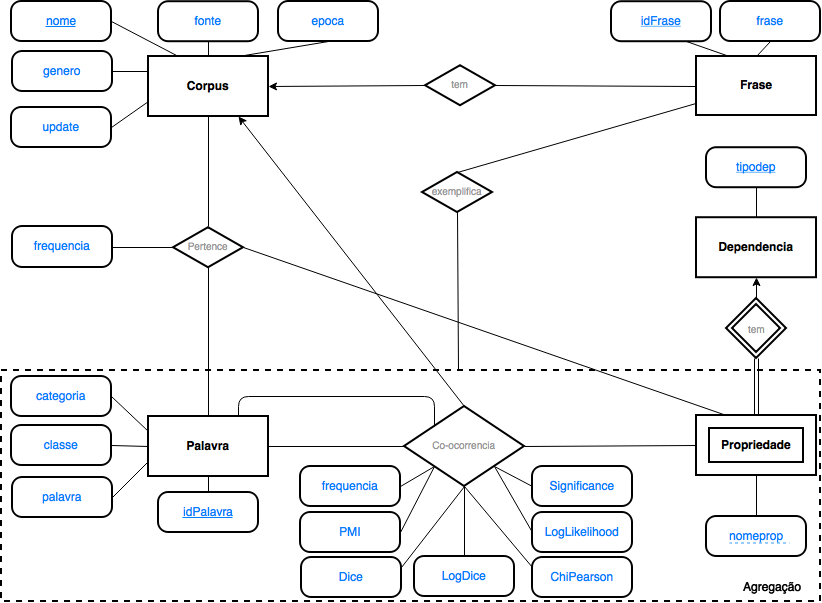 nome
fonte
epoca
idFrase
frase
genero
Corpus
tem
Frase
update
tipodep
exemplifica
frequencia
Pertence
Dependencia
tem
categoria
classe
Palavra
Co-ocorrencia
Propriedade
palavra
frequencia
Significance
idPalavra
PMI
LogLikelihood
nomeprop
Dice
LogDice
ChiPearson
Agregação